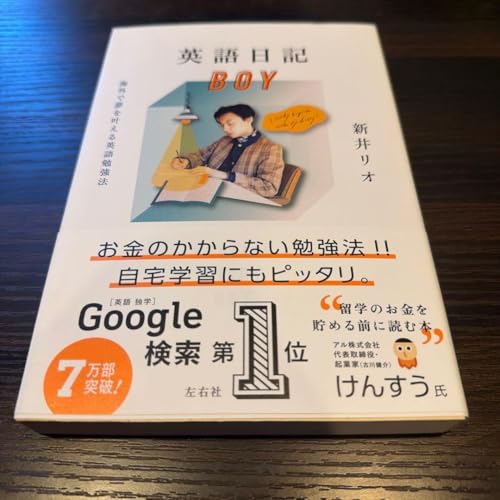 英語日記
BOY
海外で夢を叶える英語勉強法
新井リオ
お金のかからない勉強法!!
自宅学習にもピッタリ。
[英語 独学]
Google
検索 第1位
7万部
突破!
左右社
“留学のお金を
貯める前に読む本”
アル株式会社
代表取締役・
起業家(古川健介)
けんすう氏